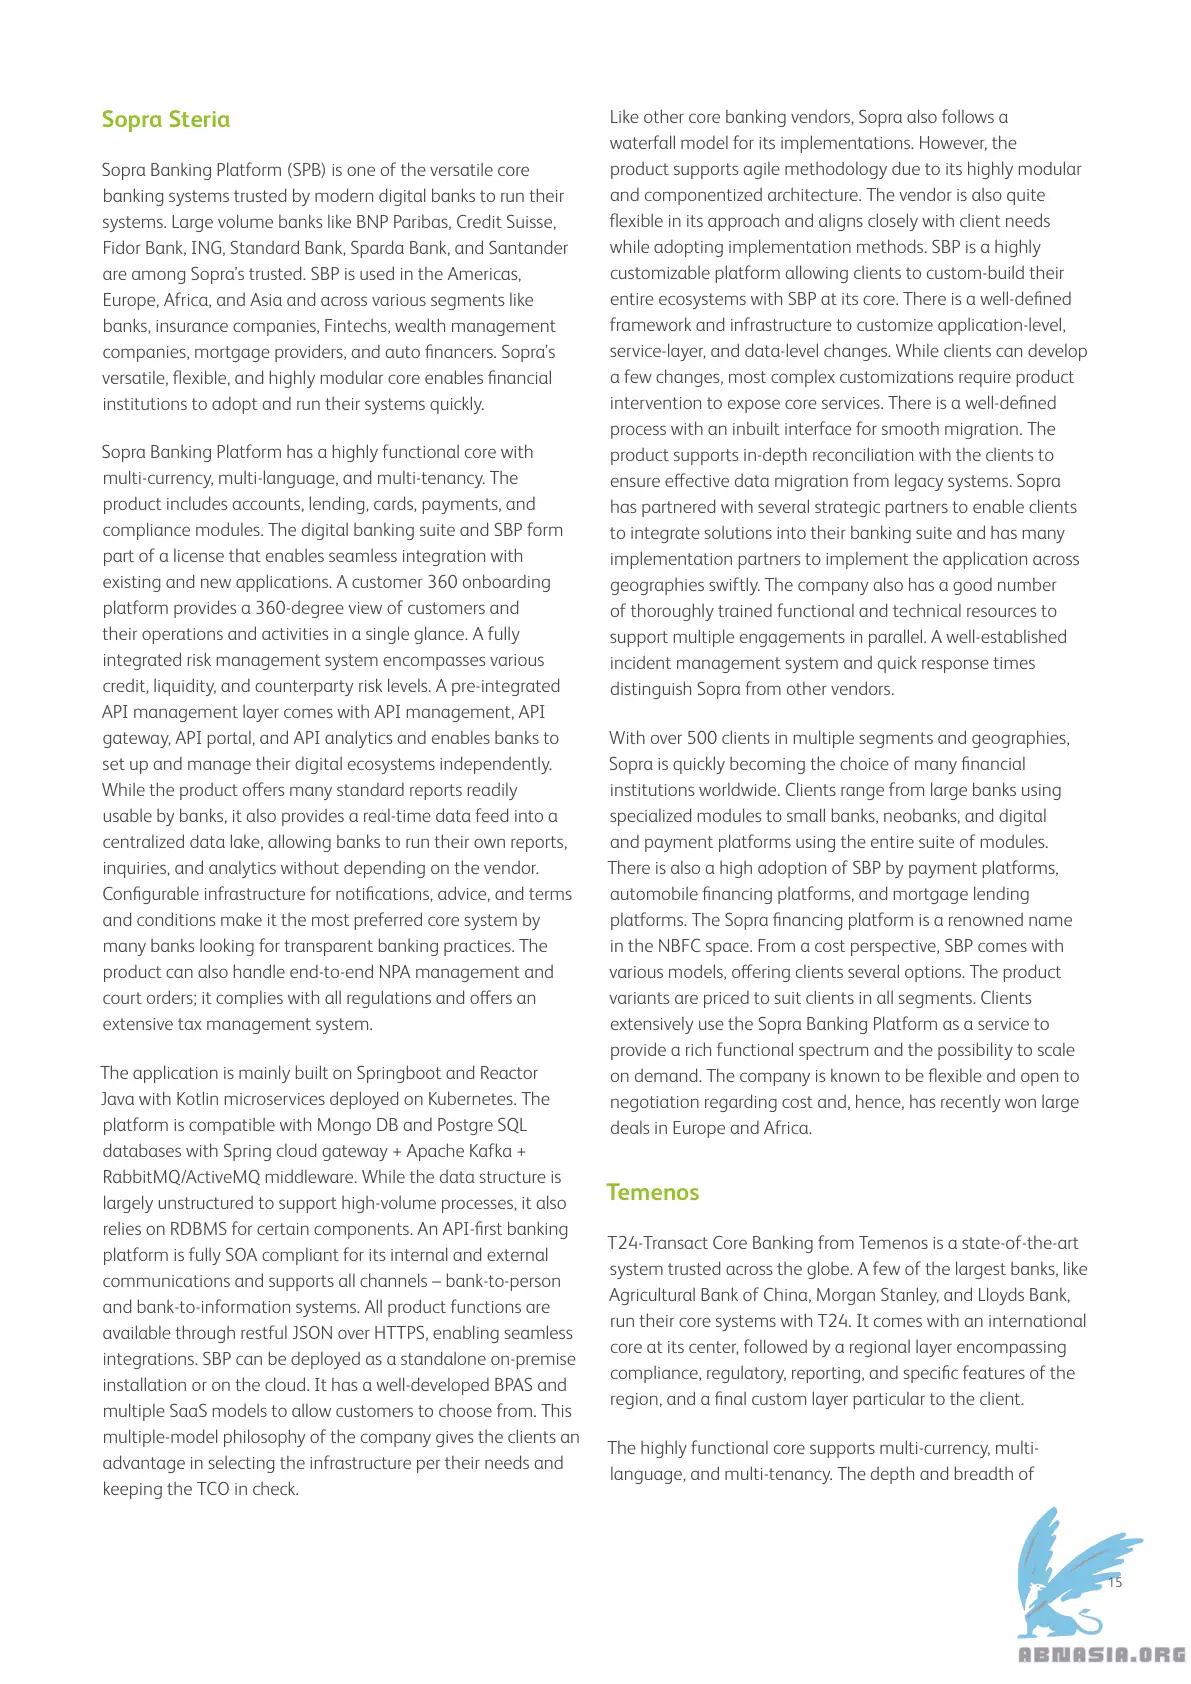 Sopra Steria
Sopra Banking Platform (SPB) is one of the versatile core
banking systems trusted by modern digital banks to run their
systems. Large volume banks like BNP Paribas, Credit Suisse,
Fidor Bank, ING, Standard Bank, Sparda Bank, and Santander
are among Sopra's trusted. SBP is used in the Americas,
Europe, Africa, and Asia and across various segments like
banks, insurance companies, Fintechs, wealth management
companies, mortgage providers, and auto financers. Sopra's
versatile, flexible, and highly modular core enables financial
institutions to adopt and run their systems quickly.
Sopra Banking Platform has a highly functional core with
multi-currency, multi-language, and multi-tenancy. The
product includes accounts, lending, cards, payments, and
compliance modules. The digital banking suite and SBP form
part of a license that enables seamless integration with
existing and new applications. A customer 360 onboarding
platform provides a 360-degree view of customers and
their operations and activities in a single glance. A fully
integrated risk management system encompasses various
credit, liquidity, and counterparty risk levels. A pre-integrated
API management layer comes with API management, API
gateway, API portal, and API analytics and enables banks to
set up and manage their digital ecosystems independently.
While the product offers many standard reports readily
usable by banks, it also provides a real-time data feed into a
centralized data lake, allowing banks to run their own reports,
inquiries, and analytics without depending on the vendor.
Configurable infrastructure for notifications, advice, and terms
and conditions make it the most preferred core system by
many banks looking for transparent banking practices. The
product can also handle end-to-end NPA management and
court orders; it complies with all regulations and offers an
extensive tax management system.
The application is mainly built on Springboot and Reactor
Java with Kotlin microservices deployed on Kubernetes. The
platform is compatible with Mongo DB and Postgre SQL
databases with Spring cloud gateway + Apache Kafka +
RabbitMQ/ActiveMQ middleware. While the data structure is
largely unstructured to support high-volume processes, it also
relies on RDBMS for certain components. An API-first banking
platform is fully SOA compliant for its internal and external
communications and supports all channels – bank-to-person
and bank-to-information systems. All product functions are
available through restful JSON over HTTPS, enabling seamless
integrations. SBP can be deployed as a standalone on-premise
installation or on the cloud. It has a well-developed BPAS and
multiple SaaS models to allow customers to choose from. This
multiple-model philosophy of the company gives the clients an
advantage in selecting the infrastructure per their needs and
keeping the TCO in check.
Like other core banking vendors, Sopra also follows a
waterfall model for its implementations. However, the
product supports agile methodology due to its highly modular
and componentized architecture. The vendor is also quite
flexible in its approach and aligns closely with client needs
while adopting implementation methods. SBP is a highly
customizable platform allowing clients to custom-build their
entire ecosystems with SBP at its core. There is a well-defined
framework and infrastructure to customize application-level,
service-layer, and data-level changes. While clients can develop
a few changes, most complex customizations require product
intervention to expose core services. There is a well-defined
process with an inbuilt interface for smooth migration. The
product supports in-depth reconciliation with the clients to
ensure effective data migration from legacy systems. Sopra
has partnered with several strategic partners to enable clients
to integrate solutions into their banking suite and has many
implementation partners to implement the application across
geographies swiftly. The company also has a good number
of thoroughly trained functional and technical resources to
support multiple engagements in parallel. A well-established
incident management system and quick response times
distinguish Sopra from other vendors.
With over 500 clients in multiple segments and geographies,
Sopra is quickly becoming the choice of many financial
institutions worldwide. Clients range from large banks using
specialized modules to small banks, neobanks, and digital
and payment platforms using the entire suite of modules.
There is also a high adoption of SBP by payment platforms,
automobile financing platforms, and mortgage lending
platforms. The Sopra financing platform is a renowned name
in the NBFC space. From a cost perspective, SBP comes with
various models, offering clients several options. The product
variants are priced to suit clients in all segments. Clients
extensively use the Sopra Banking Platform as a service to
provide a rich functional spectrum and the possibility to scale
on demand. The company is known to be flexible and open to
negotiation regarding cost and, hence, has recently won large
deals in Europe and Africa.
Temenos
T24-Transact Core Banking from Temenos is a state-of-the-art
system trusted across the globe. A few of the largest banks, like
Agricultural Bank of China, Morgan Stanley, and Lloyds Bank,
run their core systems with T24. It comes with an international
core at its center, followed by a regional layer encompassing
compliance, regulatory, reporting, and specific features of the
region, and a final custom layer particular to the client.
The highly functional core supports multi-currency, multi-
language, and multi-tenancy. The depth and breadth of
15
ABNASIA.ORG